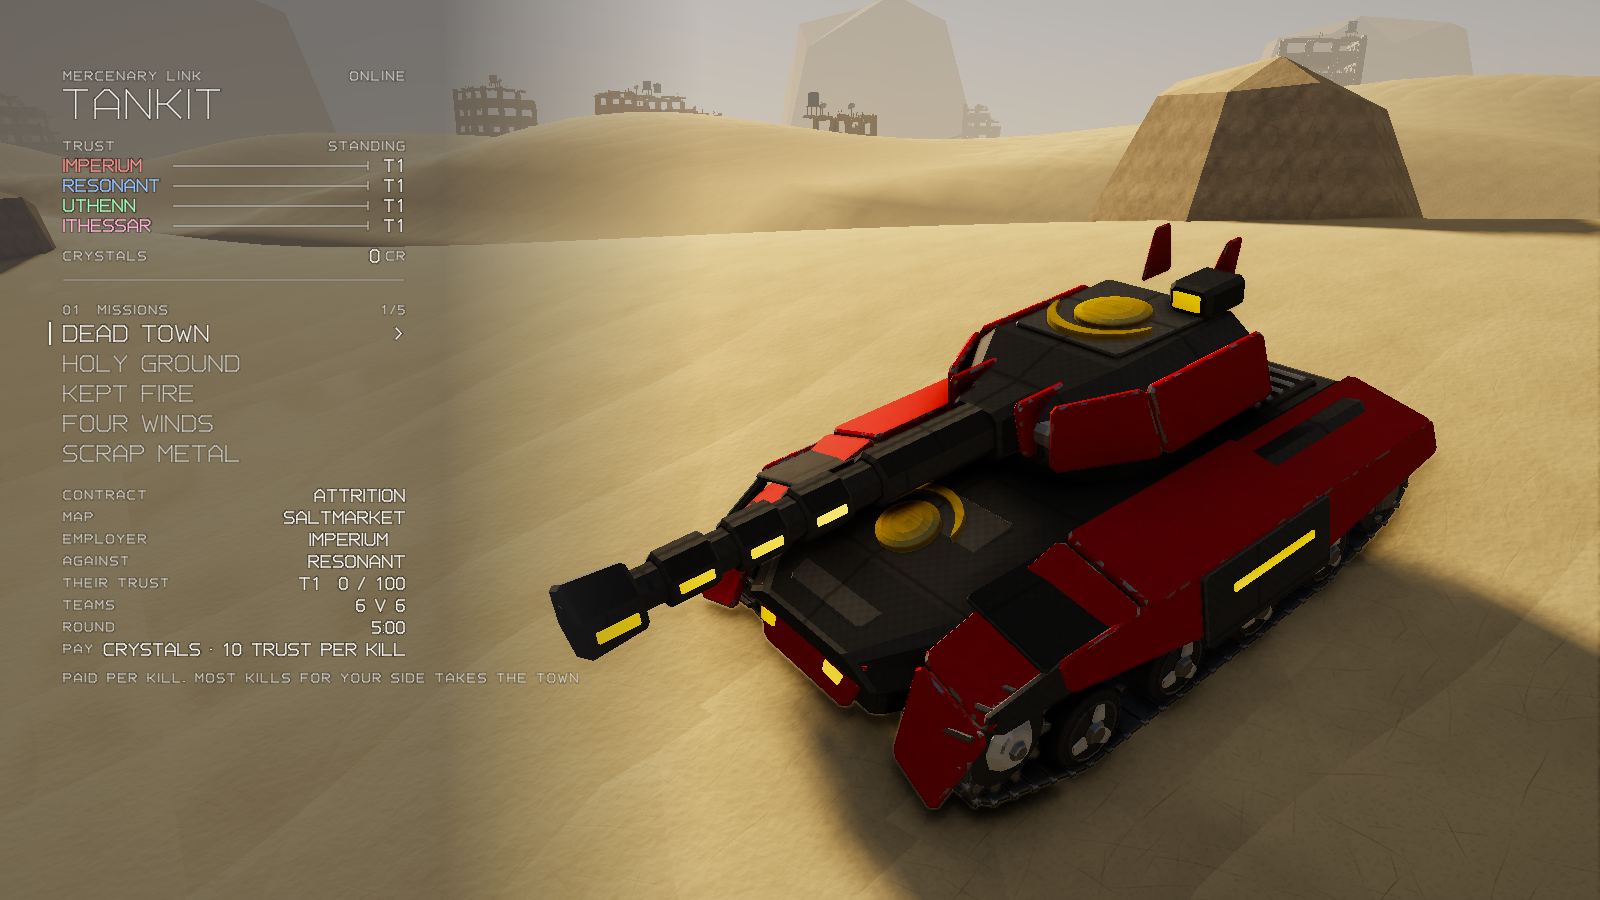 MERCENARY LINK ONLINE
TANKIT
TRUST STANDING
IMPERIUM T1
RESONANT T1
UTHENN T1
ITHESSAR T1
CRYSTALS 0 CR
01 MISSIONS 1/5
DEAD TOWN >
HOLY GROUND
KEPT FIRE
FOUR WINDS
SCRAP METAL
CONTRACT ATTRITION
MAP SALTMARKET
EMPLOYER IMPERIUM
AGAINST RESONANT
THEIR TRUST T1 0 / 100
TEAMS 6 V 6
ROUND 5:00
PAY CRYSTALS · 10 TRUST PER KILL
PAID PER KILL. MOST KILLS FOR YOUR SIDE TAKES THE TOWN